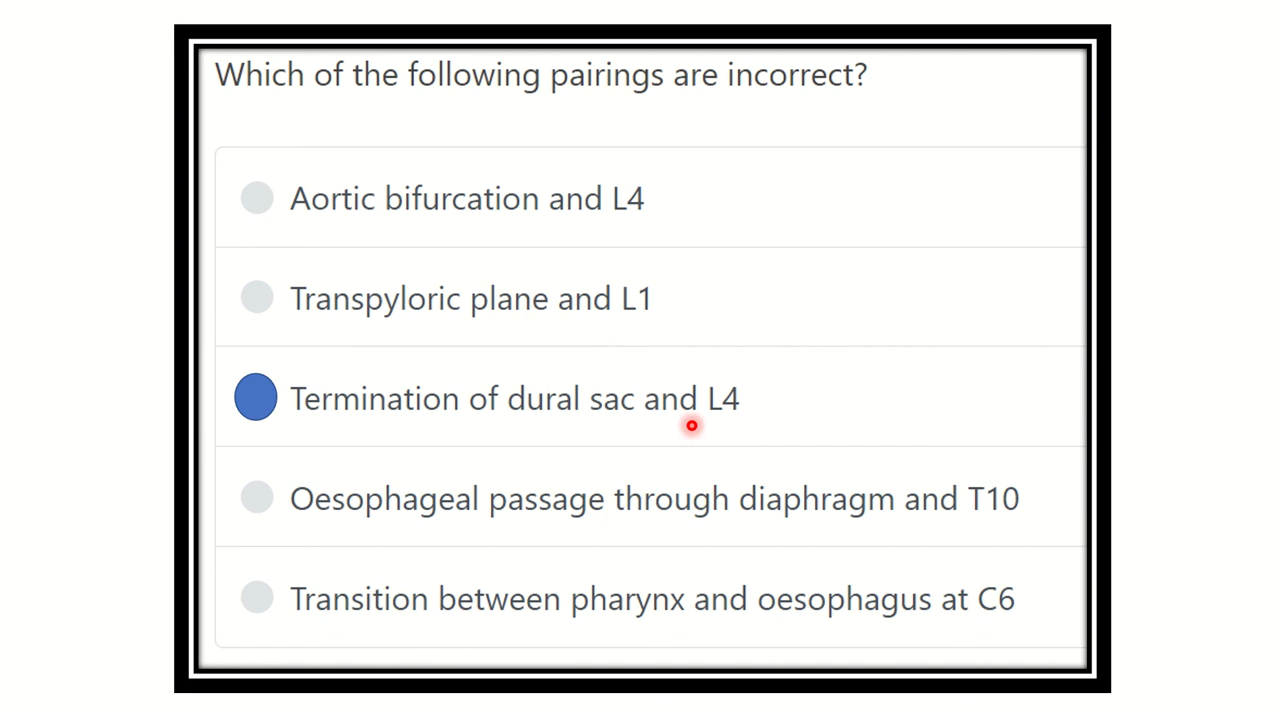 Which of the following pairings are incorrect?
Aortic bifurcation and L4
Transpyloric plane and L1
Termination of dural sac and L4
Oesophageal passage through diaphragm and T10
Transition between pharynx and oesophagus at C6